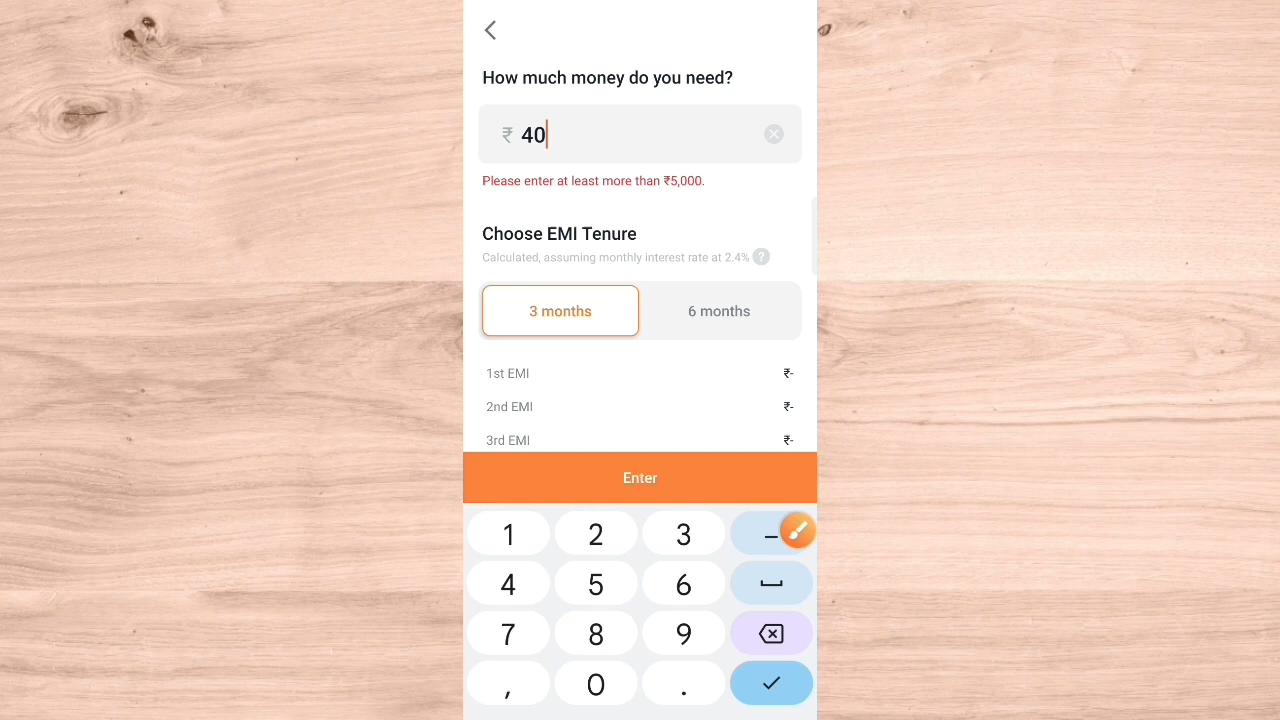 How much money do you need?
₹ 40
Please enter at least more than ₹5,000.
Choose EMI Tenure
Calculated, assuming monthly interest rate at 2.4% ?
3 months 6 months
1st EMI ₹-
2nd EMI ₹-
3rd EMI ₹-
Enter
1 2 3 –
4 5 6
7 8 9
, 0 .